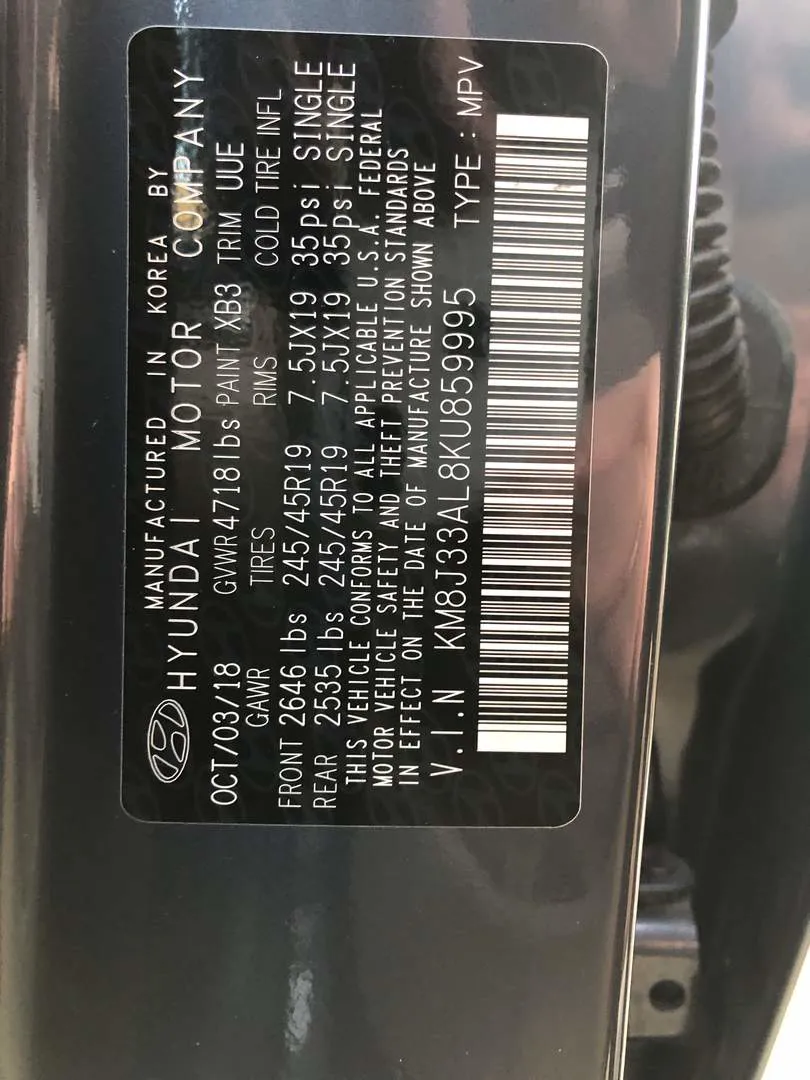 MANUFACTURED IN KOREA BY
HYUNDAI MOTOR COMPANY
OCT/03/18 GVWR4718lbs PAINT XB3 TRIM UUE
GAWR TIRES RIMS COLD TIRE INFL
FRONT 2646 lbs 245/45R19 7.5JX19 35psi SINGLE
REAR 2535 lbs 245/45R19 7.5JX19 35psi SINGLE
THIS VEHICLE CONFORMS TO ALL APPLICABLE U.S.A. FEDERAL
MOTOR VEHICLE SAFETY AND THEFT PREVENTION STANDARDS
IN EFFECT ON THE DATE OF MANUFACTURE SHOWN ABOVE
V.I.N KM8J33AL8KU859995 TYPE : MPV